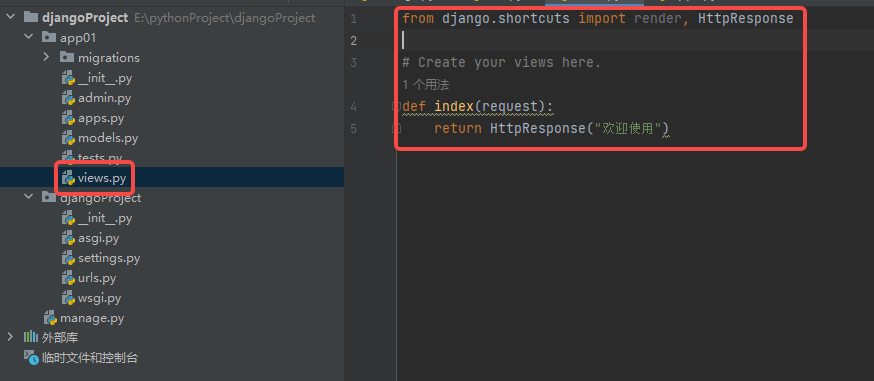 djangoProject E:\pythonProject\djangoProject
app01
migrations
__init__.py
admin.py
apps.py
models.py
tests.py
views.py
djangoProject
__init__.py
asgi.py
settings.py
urls.py
wsgi.py
manage.py
外部库
临时文件和控制台
1 from django.shortcuts import render, HttpResponse
2
3 # Create your views here.
1 个用法
4 def index(request):
5 return HttpResponse("欢迎使用")